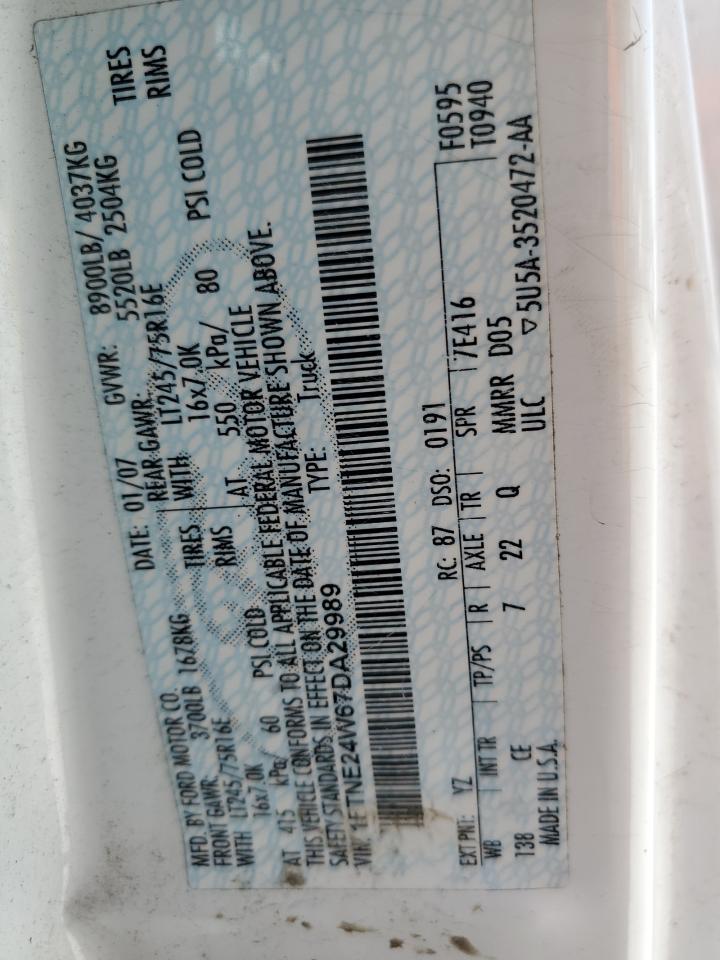 MFD. BY FORD MOTOR CO.
DATE: 01/07 GVWR: 8900LB/ 4037KG
FRONT GAWR: 3700LB 1678KG REAR GAWR: 5520LB 2504KG
WITH LT245/75R16E TIRES WITH LT245/75R16E TIRES
16x7.0K RIMS 16x7.0K RIMS
AT 415 kPa/ 60 PSI COLD AT 550 kPa/ 80 PSI COLD
THIS VEHICLE CONFORMS TO ALL APPLICABLE FEDERAL MOTOR VEHICLE
SAFETY STANDARDS IN EFFECT ON THE DATE OF MANUFACTURE SHOWN ABOVE.
VIN: 1FTNE24W67DA29989 TYPE: Truck
F0595
T0940
EXT PNT: YZ RC: 87 DSO: 0191
WB INT TR TP/PS R AXLE TR SPR 7E416
138 CE 7 22 Q MMRR D05
ULC
MADE IN U.S.A. ▽5U5A-3520472-AA